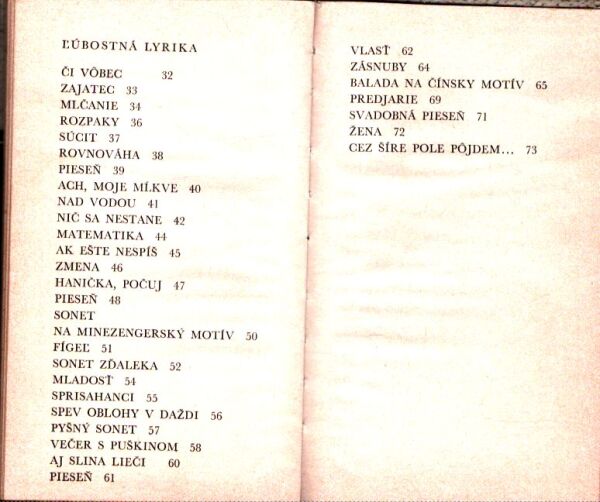 ĽÚBOSTNÁ LYRIKA
ČI VÔBEC 32
ZAJATEC 33
MLČANIE 34
ROZPAKY 36
SÚCIT 37
ROVNOVÁHA 38
PIESEŇ 39
ACH, MOJE MĹKVE 40
NAD VODOU 41
NIČ SA NESTANE 42
MATEMATIKA 44
AK EŠTE NESPÍŠ 45
ZMENA 46
HANIČKA, POČUJ 47
PIESEŇ 48
SONET
NA MINEZENGERSKÝ MOTÍV 50
FÍGEĽ 51
SONET ZĎALEKA 52
MLADOSŤ 54
SPRISAHANCI 55
SPEV OBLOHY V DAŽDI 56
PYŠNÝ SONET 57
VEČER S PUŠKINOM 58
AJ SLINA LIEČI 60
PIESEŇ 61
VLASŤ 62
ZÁSNUBY 64
BALADA NA ČÍNSKY MOTÍV 65
PREDJARIE 69
SVADOBNÁ PIESEŇ 71
ŽENA 72
CEZ ŠÍRE POLE PÔJDEM... 73